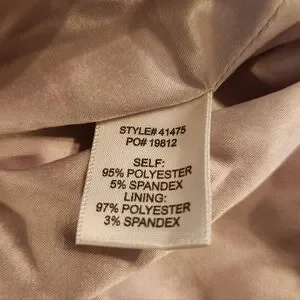 STYLE# 41475
PO# 19812
SELF:
95% POLYESTER
5% SPANDEX
LINING:
97% POLYESTER
3% SPANDEX